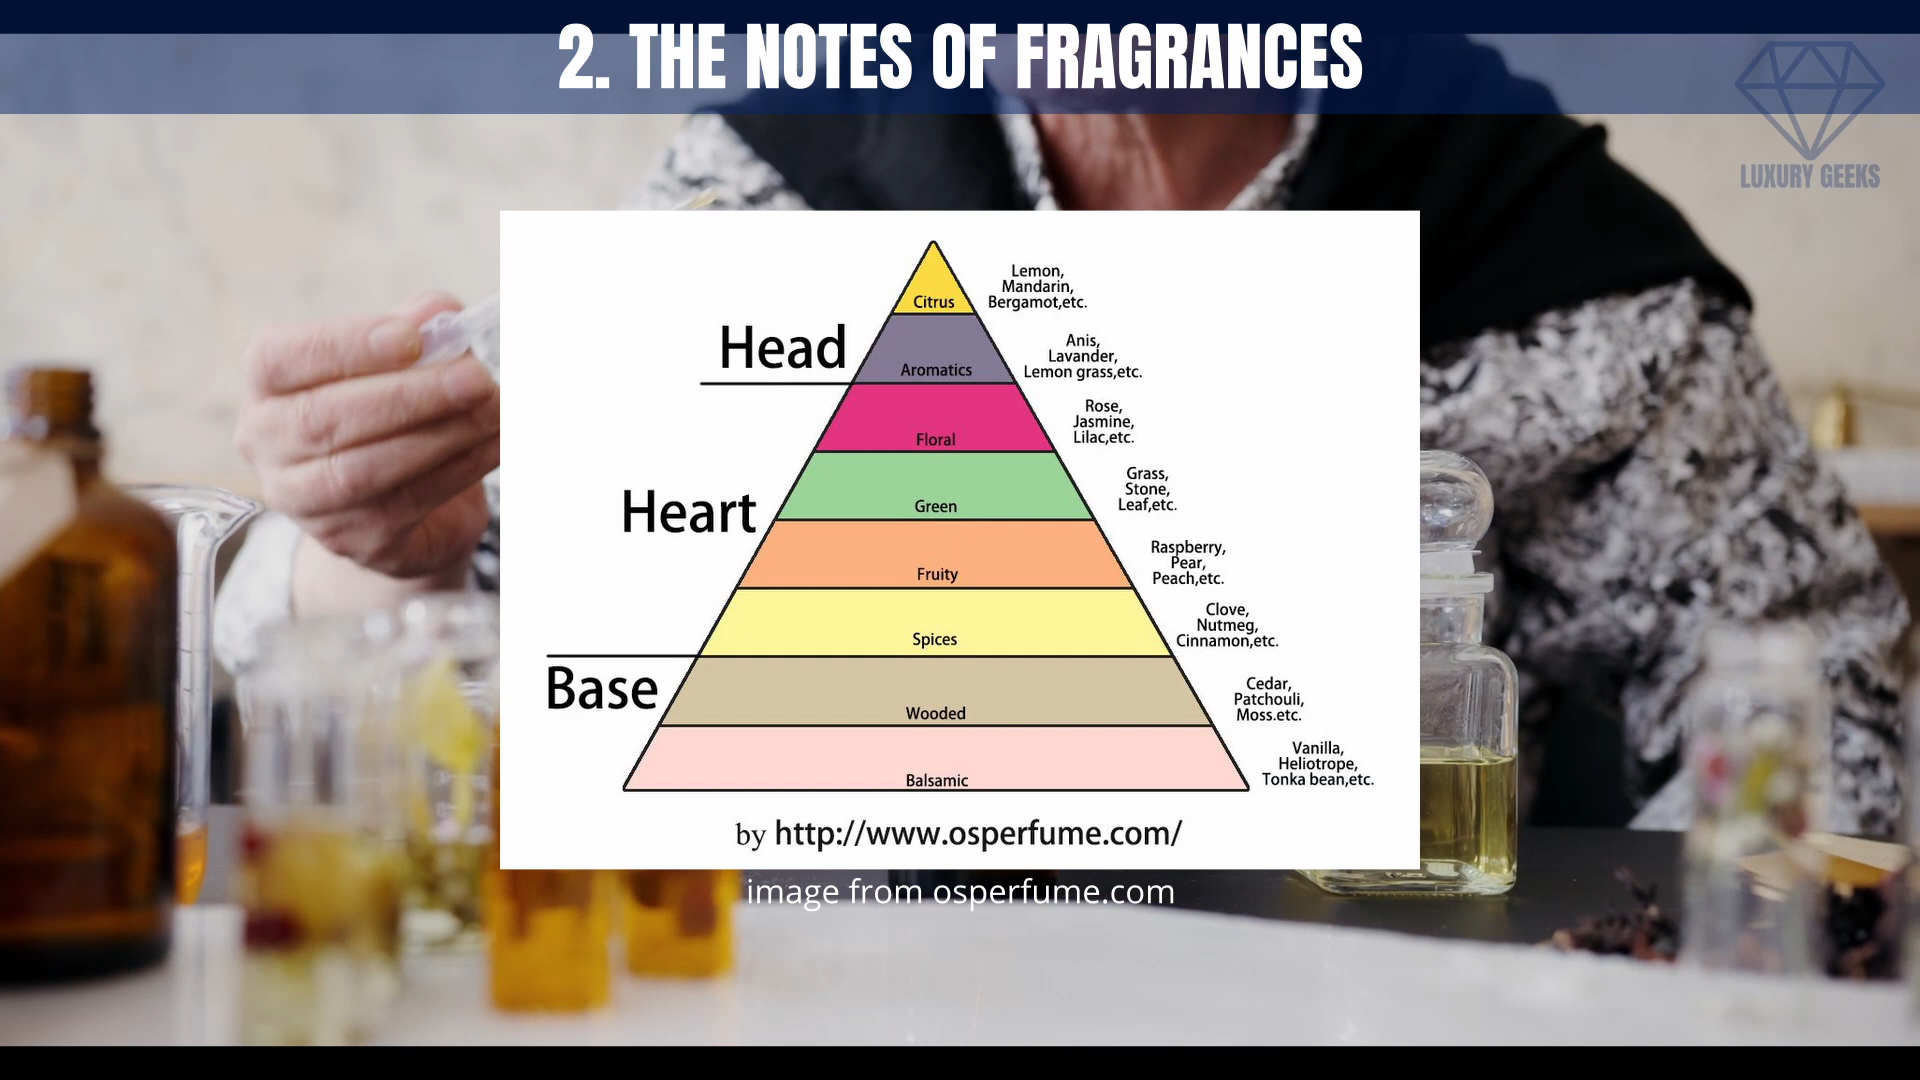 2. THE NOTES OF FRAGRANCES
LUXURY GEEKS
Head
Heart
Base
Citrus
Lemon,
Mandarin,
Bergamot,etc.
Aromatics
Anis,
Lavander,
Lemon grass,etc.
Floral
Rose,
Jasmine,
Lilac,etc.
Green
Grass,
Stone,
Leaf,etc.
Fruity
Raspberry,
Pear,
Peach,etc.
Spices
Clove,
Nutmeg,
Cinnamon,etc.
Wooded
Cedar,
Patchouli,
Moss.etc.
Balsamic
Vanilla,
Heliotrope,
Tonka bean,etc.
by http://www.osperfume.com/
image from osperfume.com